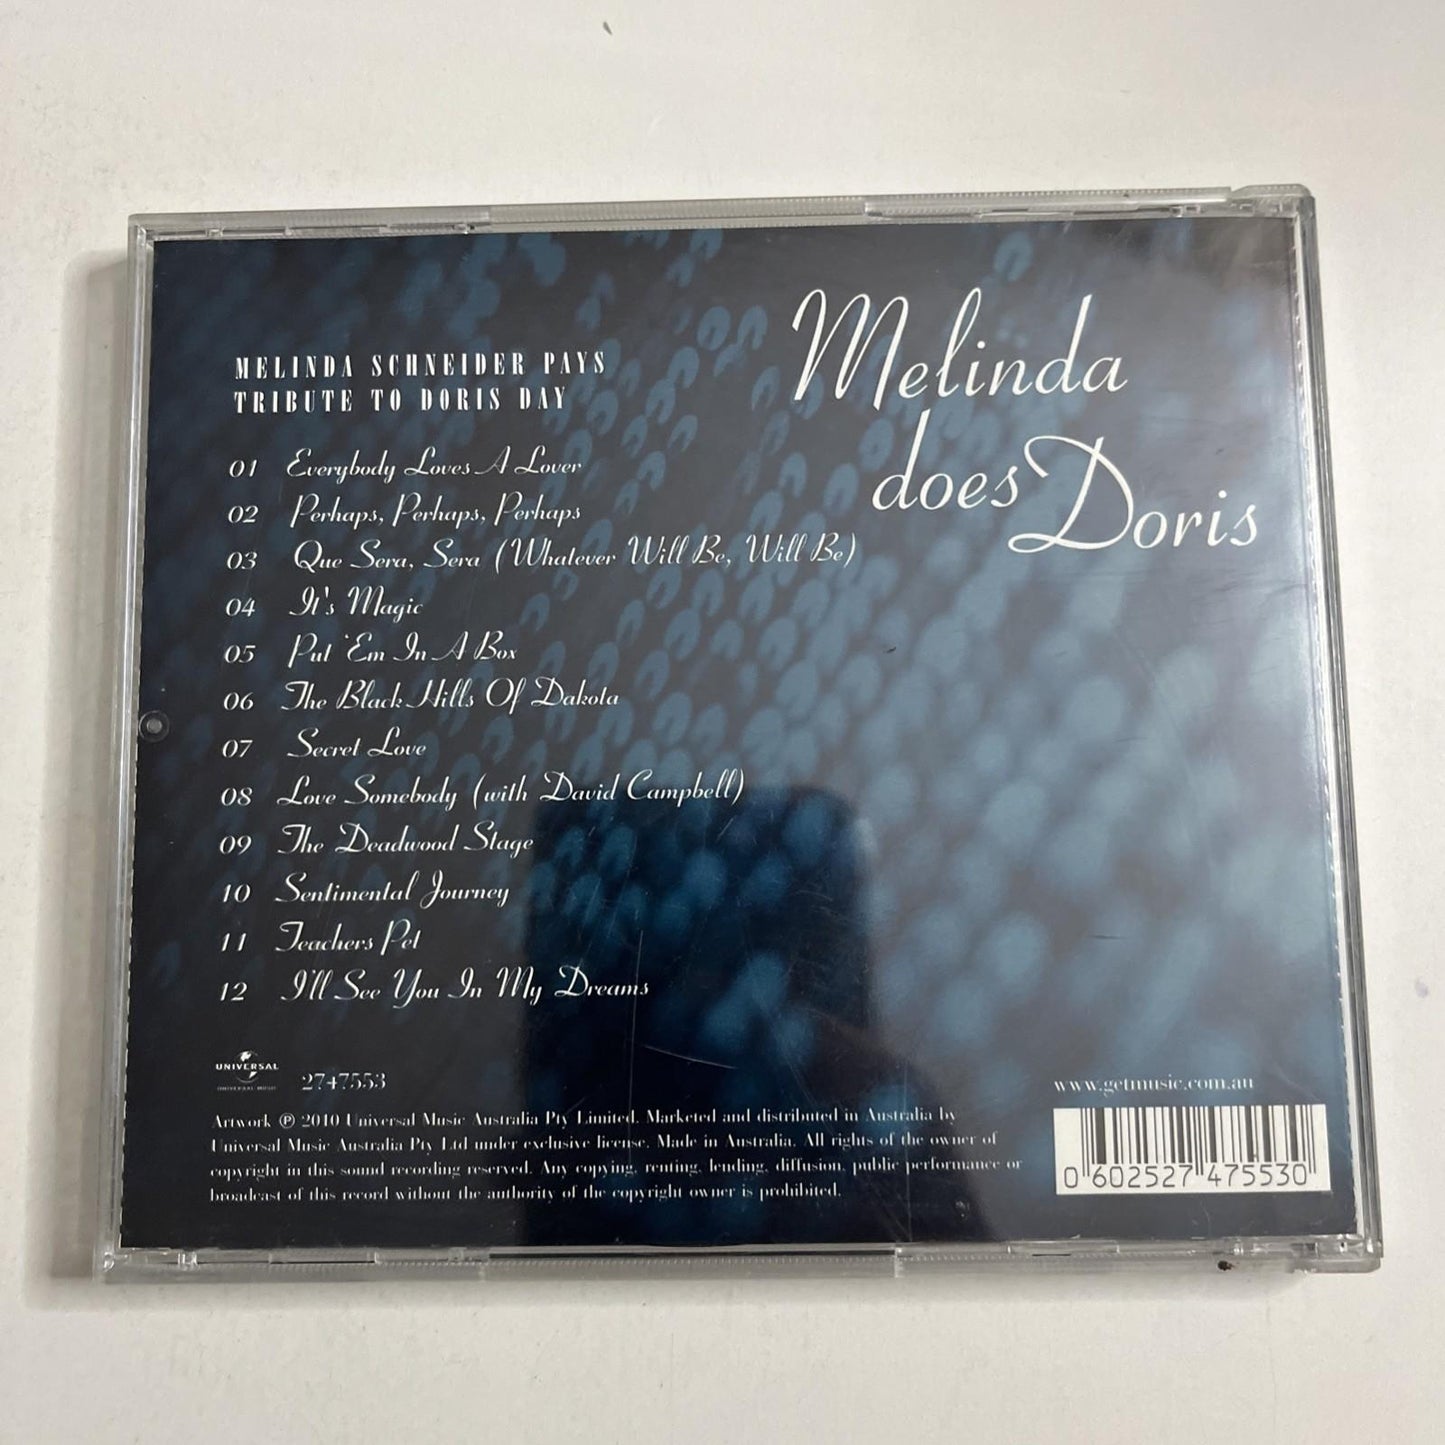 Melinda
does Doris
MELINDA SCHNEIDER PAYS
TRIBUTE TO DORIS DAY
01 Everybody Loves A Lover
02 Perhaps, Perhaps, Perhaps
03 Que Sera, Sera (Whatever Will Be, Will Be)
04 It's Magic
05 Put 'Em In A Box
06 The Black Hills Of Dakota
07 Secret Love
08 Love Somebody (with David Campbell)
09 The Deadwood Stage
10 Sentimental Journey
11 Teachers Pet
12 I'll See You In My Dreams
UNIVERSAL
UNIVERSAL MUSIC
2747553
www.getmusic.com.au
Artwork ℗ 2010 Universal Music Australia Pty Limited. Marketed and distributed in Australia by
Universal Music Australia Pty Ltd under exclusive license. Made in Australia. All rights of the owner of
copyright in this sound recording reserved. Any copying, renting, lending, diffusion, public performance or
broadcast of this record without the authority of the copyright owner is prohibited.
0 602527 475530